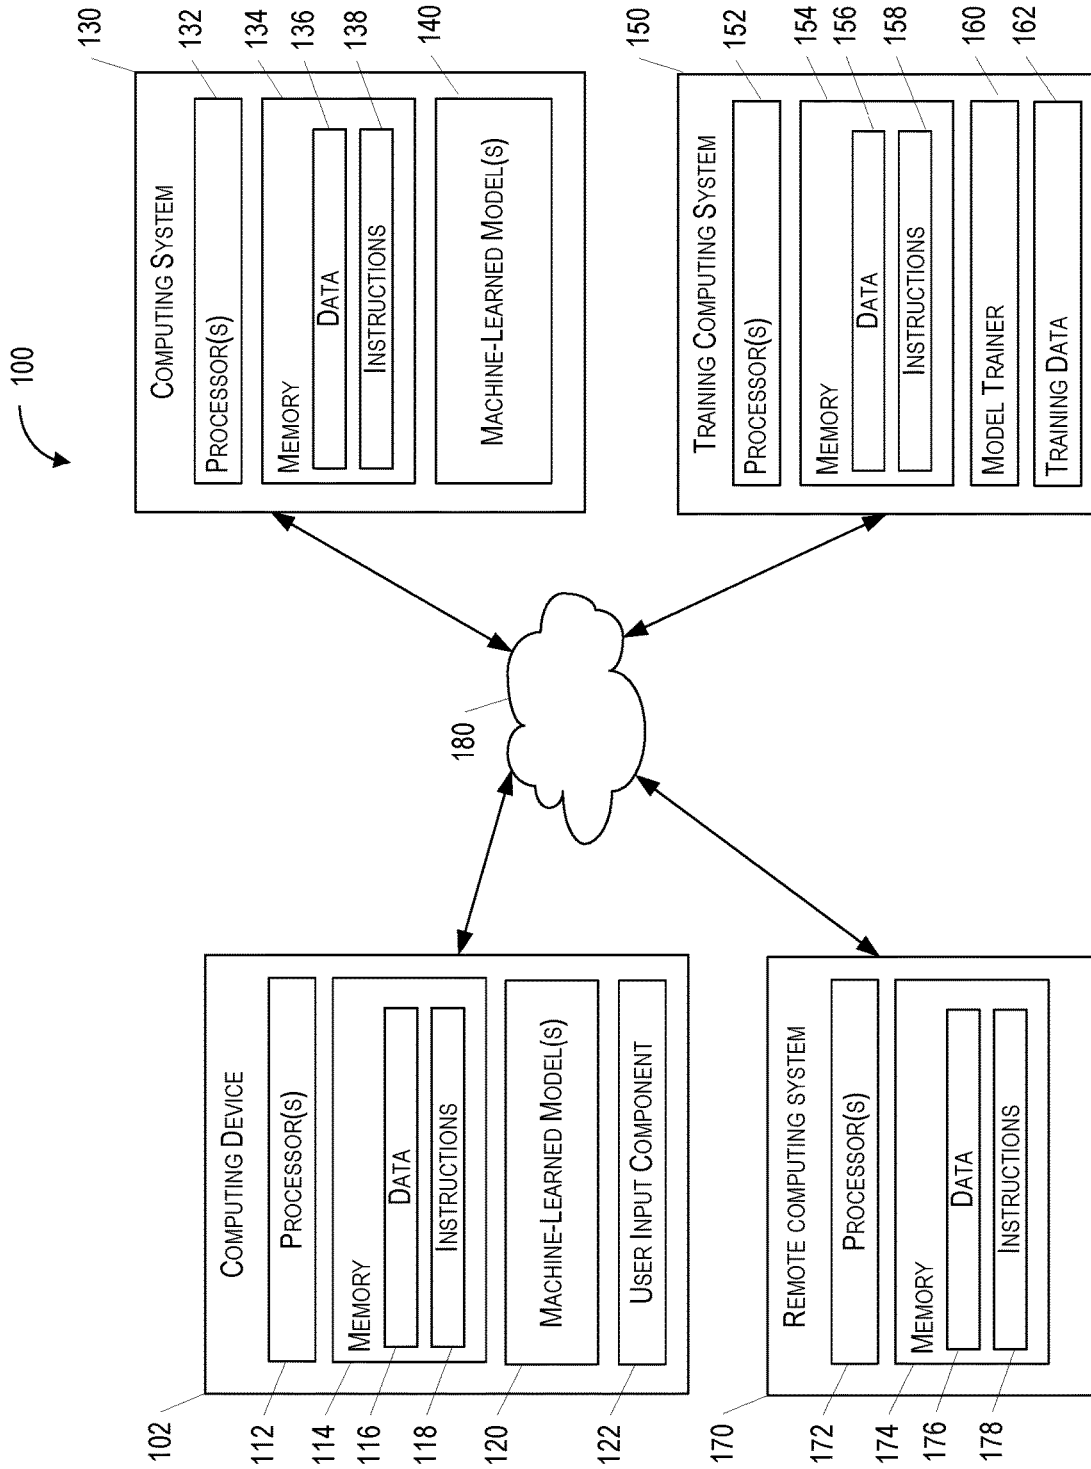 100
102
COMPUTING DEVICE
112
PROCESSOR(S)
114
MEMORY
116
DATA
118
INSTRUCTIONS
120
MACHINE-LEARNED MODEL(S)
122
USER INPUT COMPONENT
130
COMPUTING SYSTEM
132
PROCESSOR(S)
134
MEMORY
136
DATA
138
INSTRUCTIONS
140
MACHINE-LEARNED MODEL(S)
180
170
REMOTE COMPUTING SYSTEM
172
PROCESSOR(S)
174
MEMORY
176
DATA
178
INSTRUCTIONS
150
TRAINING COMPUTING SYSTEM
152
PROCESSOR(S)
154
MEMORY
156
DATA
158
INSTRUCTIONS
160
MODEL TRAINER
162
TRAINING DATA